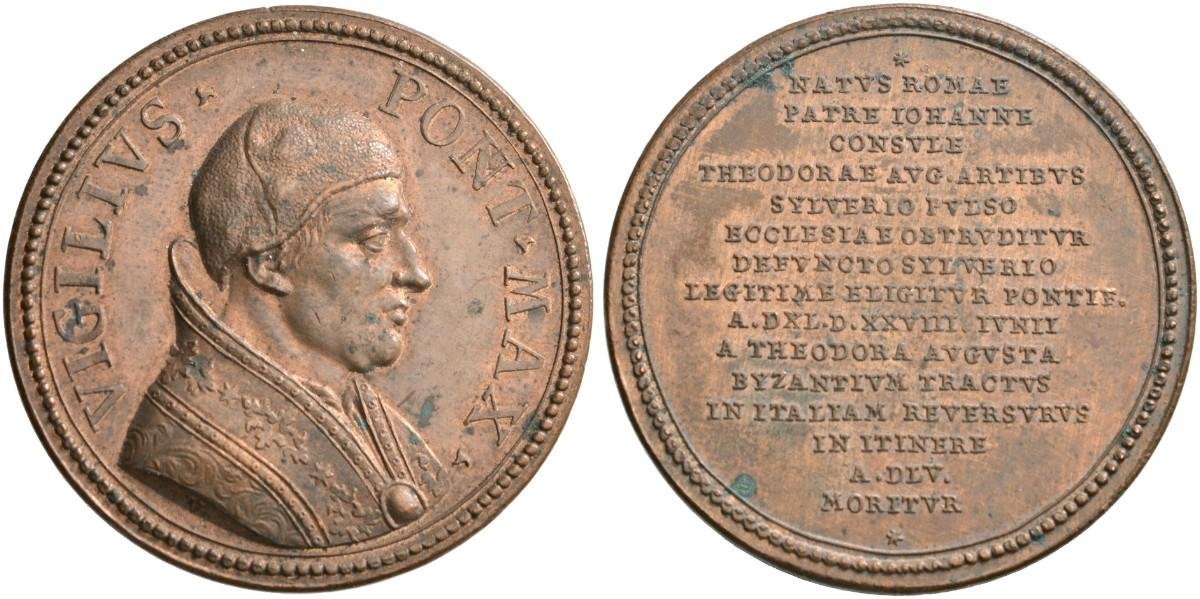 VIGILIVS · PONT · MAX ·
*
NATVS ROMAE
PATRE IOHANNE
CONSVLE
THEODORAE AVG. ARTIBVS
SYLVERIO PVLSO
ECCLESIAE OBTRVDITVR
DEFVNCTO SYLVERIO
LEGITIME ELIGITVR PONTIF.
A. DXL. D. XXVIII. IVNII
A THEODORA AVGVSTA
BYZANTIVM TRACTVS
IN ITALIAM REVERSVRVS
IN ITINERE
A. DLV.
MORITVR
*